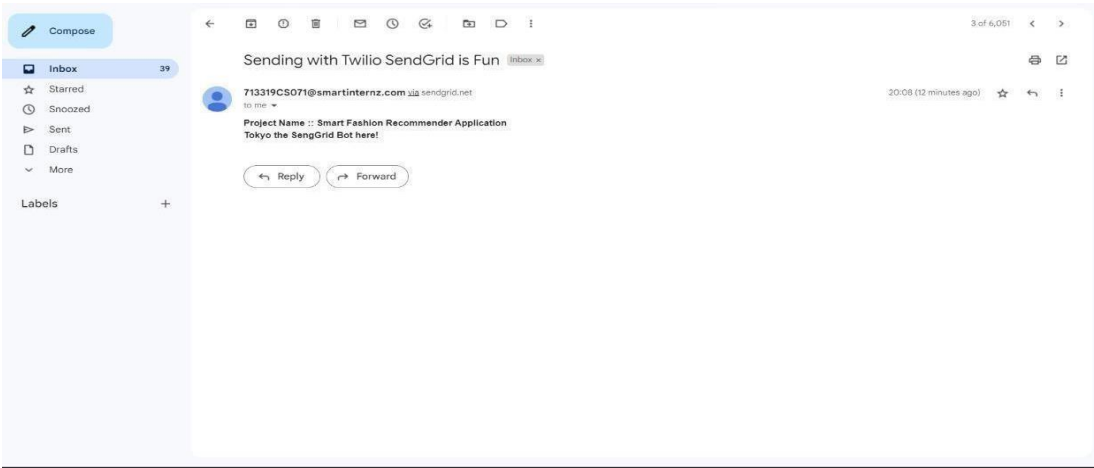 Compose
3 of 6,051
Sending with Twilio SendGrid is Fun Inbox x
Inbox 39
Starred
Snoozed
Sent
Drafts
More
Labels +
713319CS071@smartinternz.com via sendgrid.net
20:08 (12 minutes ago)
to me
Project Name :: Smart Fashion Recommender Application
Tokyo the SengGrid Bot here!
Reply Forward